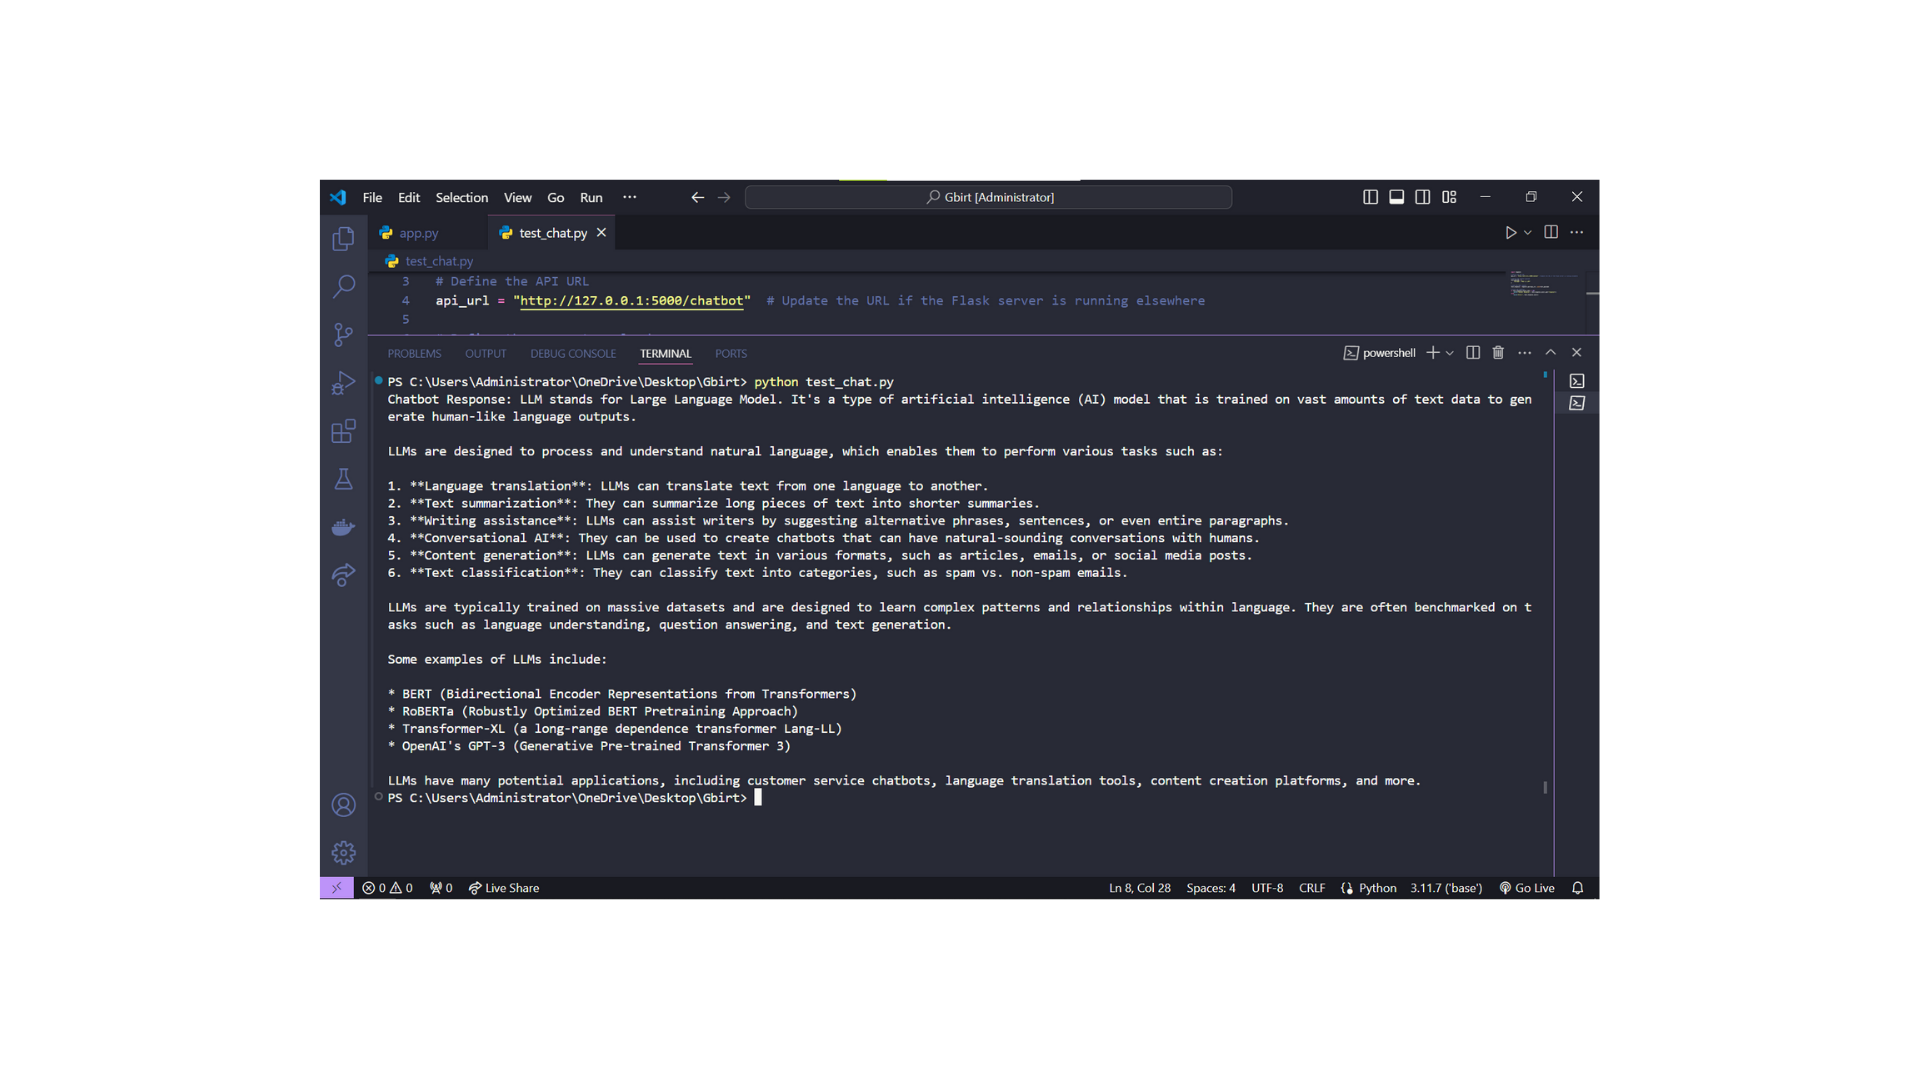 File Edit Selection View Go Run ··· Gbirt [Administrator]
app.py test_chat.py
test_chat.py
3 # Define the API URL
4 api_url = "http://127.0.0.1:5000/chatbot" # Update the URL if the Flask server is running elsewhere
5
PROBLEMS OUTPUT DEBUG CONSOLE TERMINAL PORTS powershell
PS C:\Users\Administrator\OneDrive\Desktop\Gbirt> python test_chat.py
Chatbot Response: LLM stands for Large Language Model. It's a type of artificial intelligence (AI) model that is trained on vast amounts of text data to gen
erate human-like language outputs.
LLMs are designed to process and understand natural language, which enables them to perform various tasks such as:
1. **Language translation**: LLMs can translate text from one language to another.
2. **Text summarization**: They can summarize long pieces of text into shorter summaries.
3. **Writing assistance**: LLMs can assist writers by suggesting alternative phrases, sentences, or even entire paragraphs.
4. **Conversational AI**: They can be used to create chatbots that can have natural-sounding conversations with humans.
5. **Content generation**: LLMs can generate text in various formats, such as articles, emails, or social media posts.
6. **Text classification**: They can classify text into categories, such as spam vs. non-spam emails.
LLMs are typically trained on massive datasets and are designed to learn complex patterns and relationships within language. They are often benchmarked on t
asks such as language understanding, question answering, and text generation.
Some examples of LLMs include:
* BERT (Bidirectional Encoder Representations from Transformers)
* RoBERTa (Robustly Optimized BERT Pretraining Approach)
* Transformer-XL (a long-range dependence transformer Lang-LL)
* OpenAI's GPT-3 (Generative Pre-trained Transformer 3)
LLMs have many potential applications, including customer service chatbots, language translation tools, content creation platforms, and more.
PS C:\Users\Administrator\OneDrive\Desktop\Gbirt>
0 0 0 Live Share Ln 8, Col 28 Spaces: 4 UTF-8 CRLF Python 3.11.7 ('base') Go Live